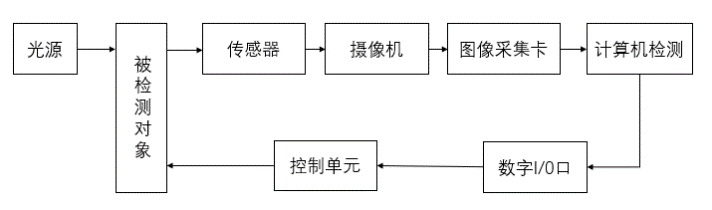 光源
被检测对象
传感器
摄像机
图像采集卡
计算机检测
控制单元
数字I/0口